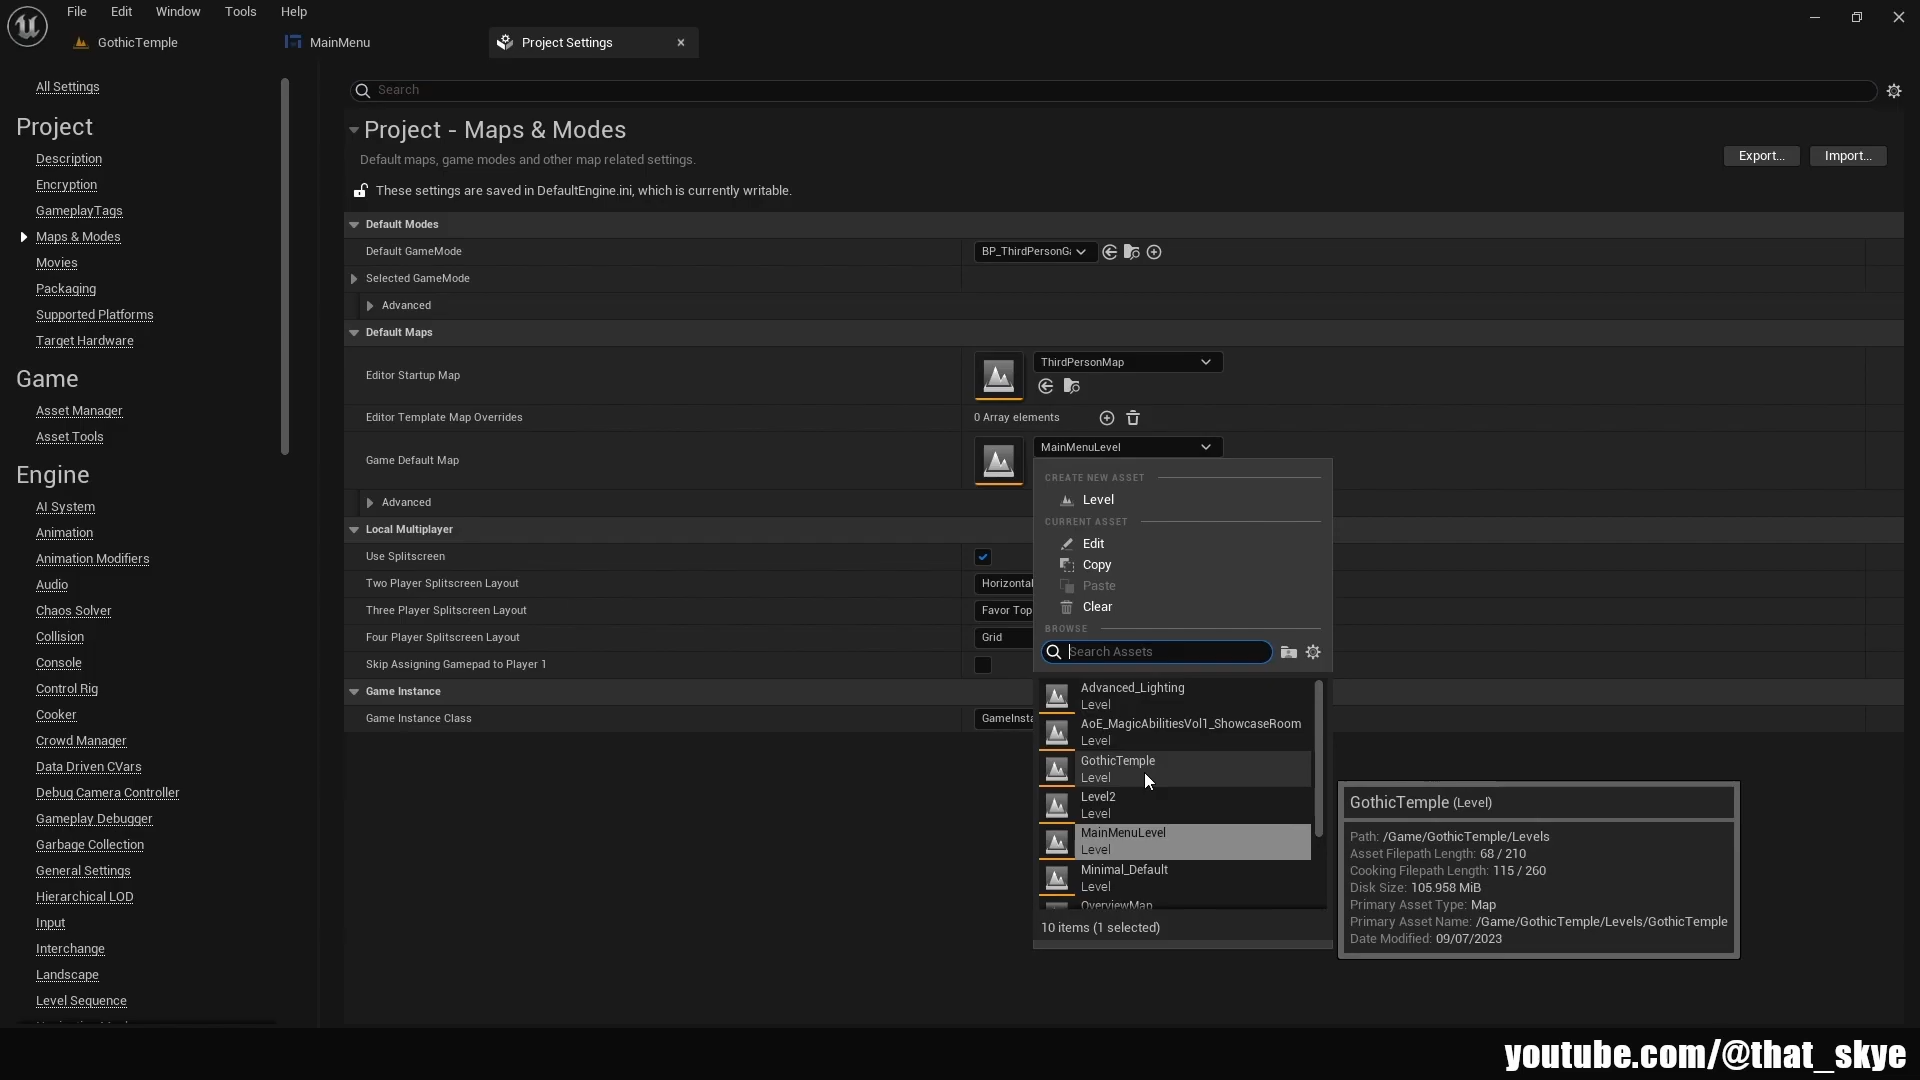 File Edit Window Tools Help
GothicTemple
MainMenu
Project Settings
All Settings
Project
Description
Encryption
GameplayTags
Maps & Modes
Movies
Packaging
Supported Platforms
Target Hardware
Game
Asset Manager
Asset Tools
Engine
AI System
Animation
Animation Modifiers
Audio
Chaos Solver
Collision
Console
Control Rig
Cooker
Crowd Manager
Data Driven CVars
Debug Camera Controller
Gameplay Debugger
Garbage Collection
General Settings
Hierarchical LOD
Input
Interchange
Landscape
Level Sequence
Search
Project - Maps & Modes
Default maps, game modes and other map related settings.
Export...
Import...
These settings are saved in DefaultEngine.ini, which is currently writable.
Default Modes
Default GameMode
BP_ThirdPersonGa
Selected GameMode
Advanced
Default Maps
Editor Startup Map
ThirdPersonMap
Editor Template Map Overrides
0 Array elements
Game Default Map
MainMenuLevel
Advanced
Local Multiplayer
Use Splitscreen
Two Player Splitscreen Layout
Horizontal
Three Player Splitscreen Layout
Favor Top
Four Player Splitscreen Layout
Grid
Skip Assigning Gamepad to Player 1
Game Instance
Game Instance Class
GameInsta
CREATE NEW ASSET
Level
CURRENT ASSET
Edit
Copy
Paste
Clear
BROWSE
Search Assets
Advanced_Lighting
Level
AoE_MagicAbilitiesVol1_ShowcaseRoom
Level
GothicTemple
Level
Level2
Level
MainMenuLevel
Level
Minimal_Default
Level
OverviewMap
10 items (1 selected)
GothicTemple (Level)
Path: /Game/GothicTemple/Levels
Asset Filepath Length: 68 / 210
Cooking Filepath Length: 115 / 260
Disk Size: 105.958 MiB
Primary Asset Type: Map
Primary Asset Name: /Game/GothicTemple/Levels/GothicTemple
Date Modified: 09/07/2023
youtube.com/@that_skye